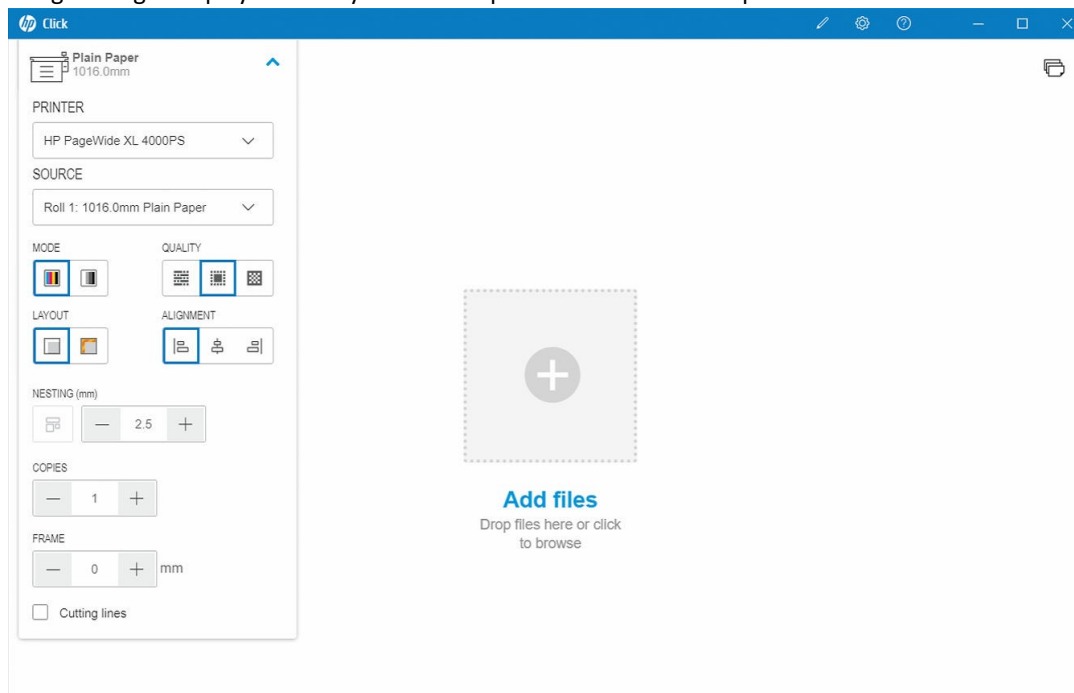 hp Click
Plain Paper
1016.0mm
PRINTER
HP PageWide XL 4000PS
SOURCE
Roll 1: 1016.0mm Plain Paper
MODE QUALITY
LAYOUT ALIGNMENT
NESTING (mm)
2.5
COPIES
1
FRAME
0 mm
Cutting lines
Add files
Drop files here or click
to browse